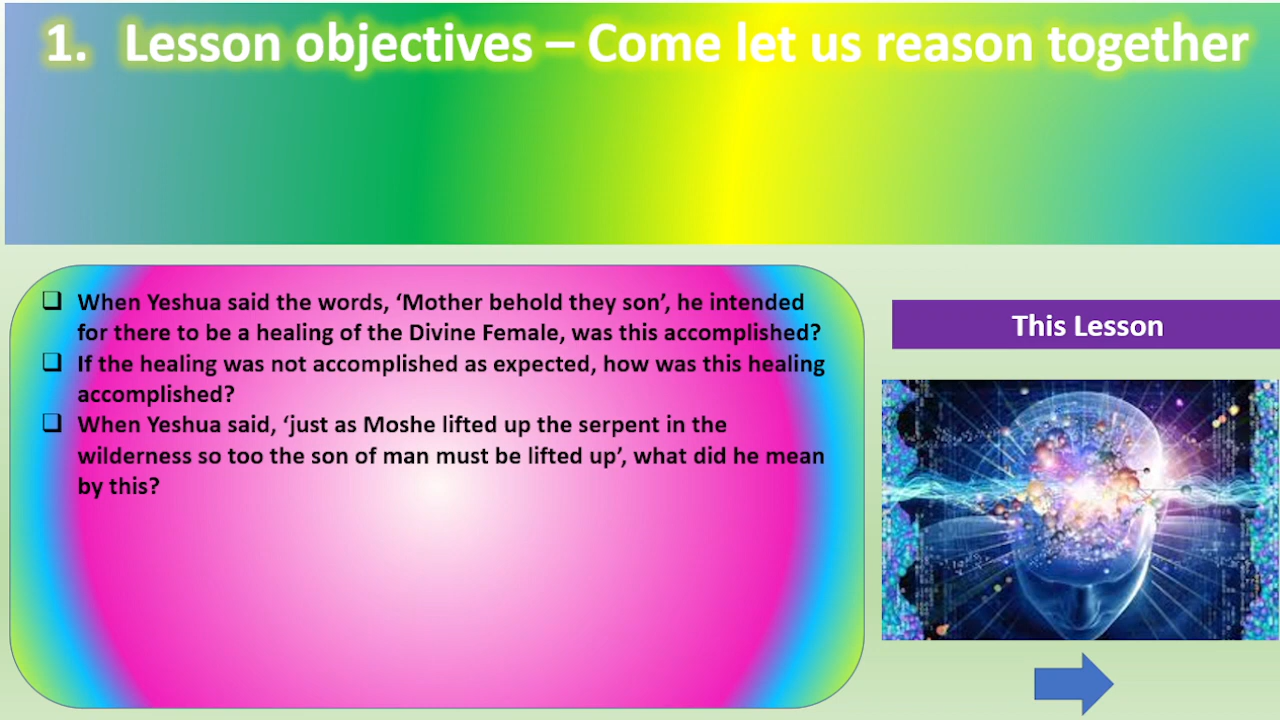 1. Lesson objectives – Come let us reason together
❑ When Yeshua said the words, ‘Mother behold they son’, he intended
for there to be a healing of the Divine Female, was this accomplished?
❑ If the healing was not accomplished as expected, how was this healing
accomplished?
❑ When Yeshua said, ‘just as Moshe lifted up the serpent in the
wilderness so too the son of man must be lifted up’, what did he mean
by this?
This Lesson